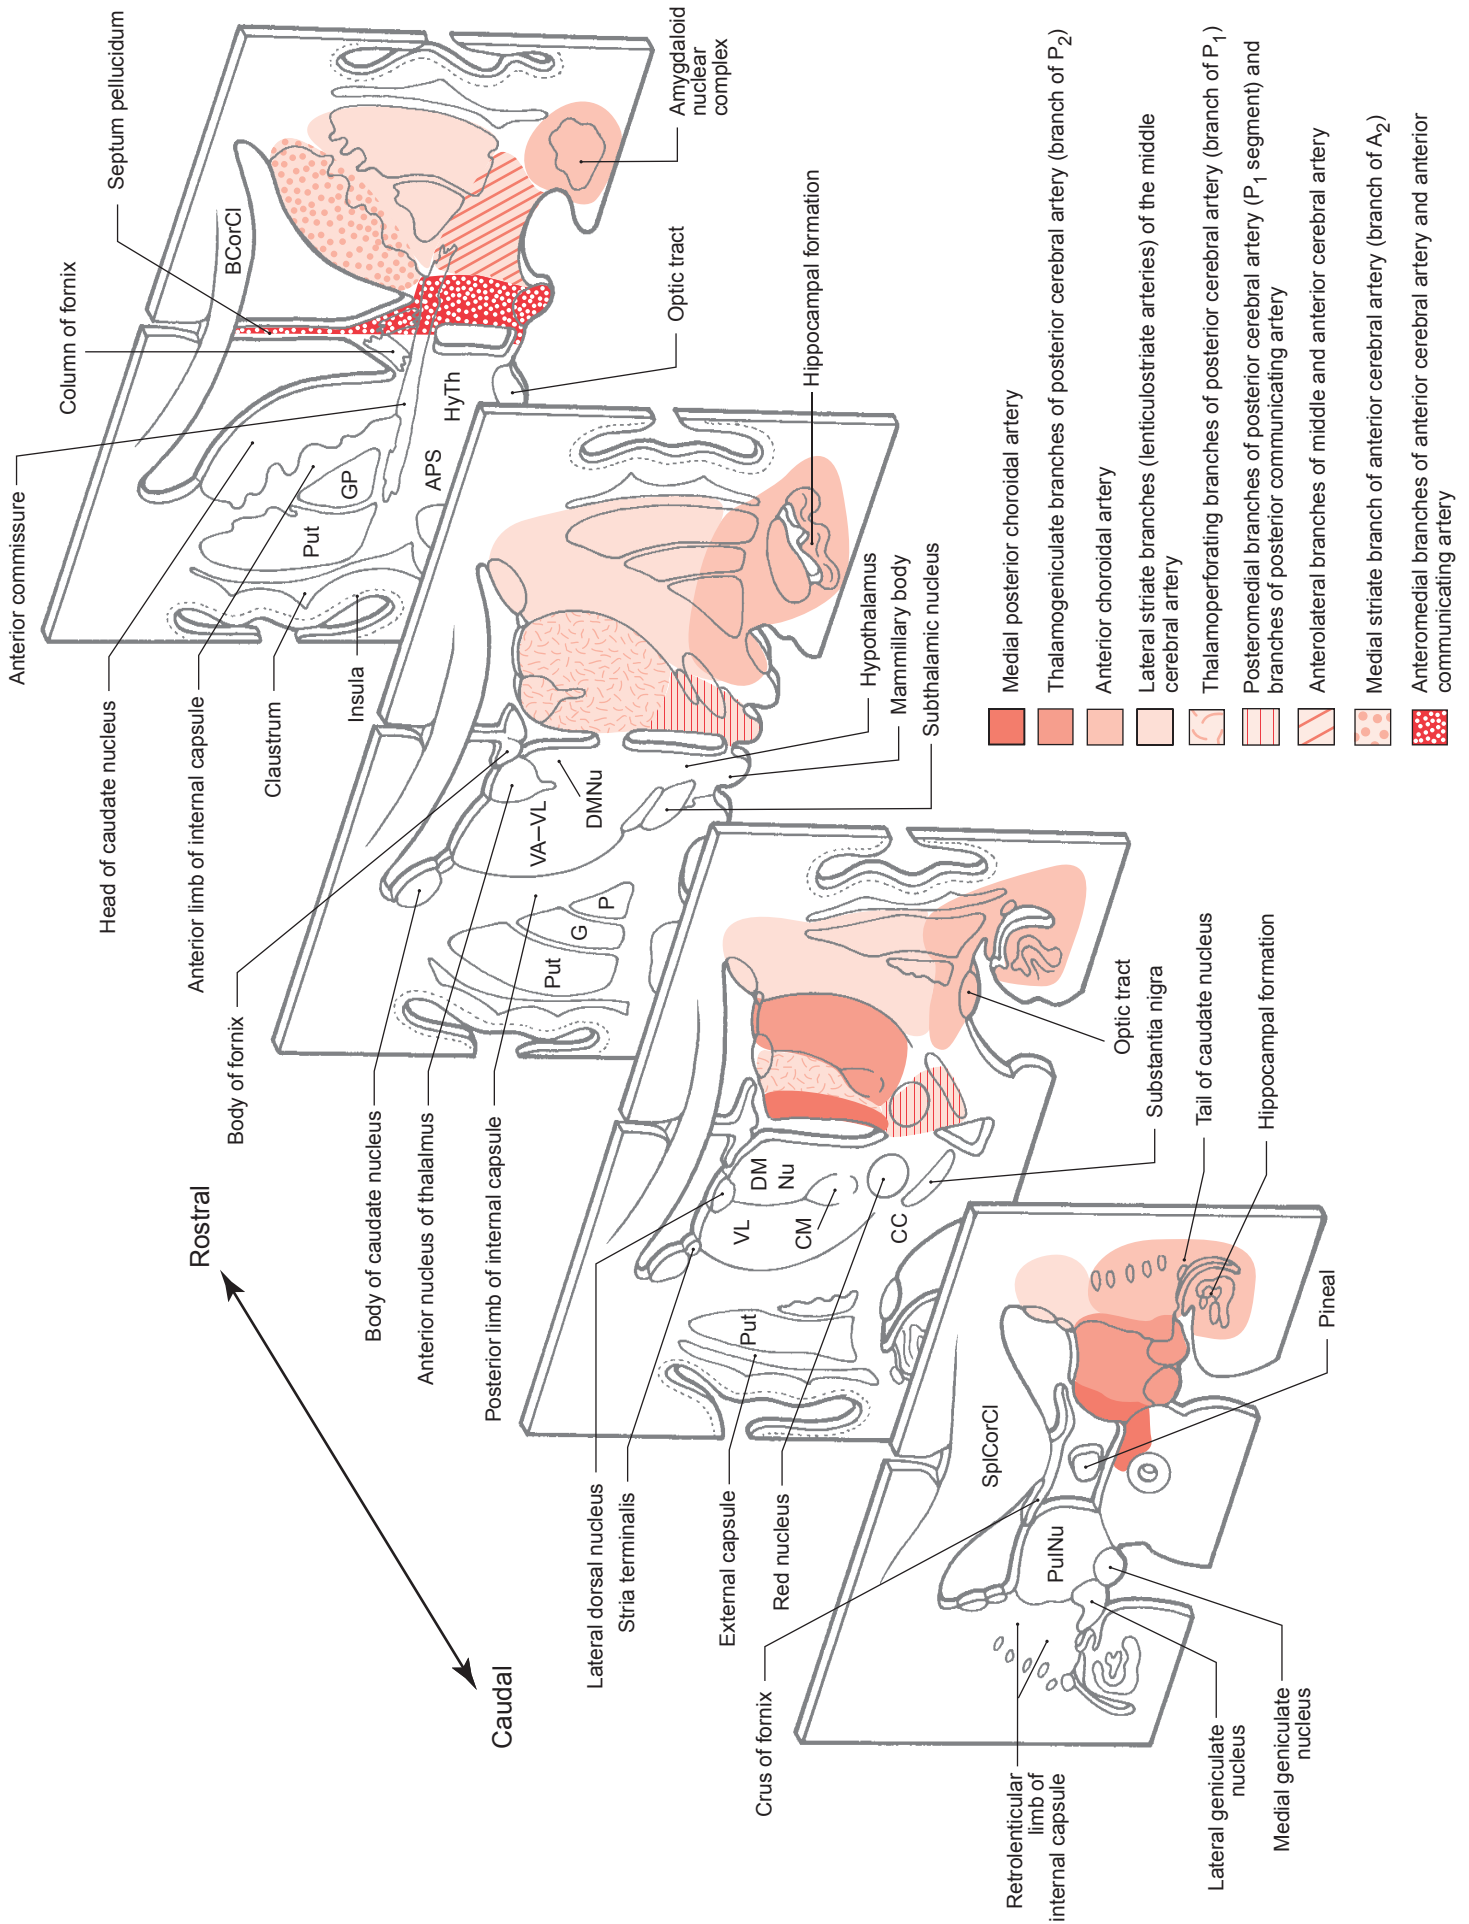 Rostral
Caudal
Anterior commissure
Column of fornix
Septum pellucidum
Head of caudate nucleus
Anterior limb of internal capsule
Claustrum
Insula
BCorCl
Put
GP
APS
HyTh
Optic tract
Amygdaloid
nuclear
complex
Body of fornix
Body of caudate nucleus
Anterior nucleus of thalmus
Posterior limb of internal capsule
VA–VL
DMNu
Put
G
P
Hypothalamus
Mammillary body
Subthalamic nucleus
Hippocampal formation
Lateral dorsal nucleus
Stria terminalis
External capsule
Red nucleus
VL
DM
Nu
CM
CC
Put
Optic tract
Substantia nigra
Crus of fornix
Retrolenticular
limb of
internal capsule
SplCorCl
PulNu
Lateral geniculate
nucleus
Medial geniculate
nucleus
Tail of caudate nucleus
Hippocampal formation
Pineal
Medial posterior choroidal artery
Thalamogeniculate branches of posterior cerebral artery (branch of P2)
Anterior choroidal artery
Lateral striate branches (lenticulostriate arteries) of the middle
cerebral artery
Thalamoperforating branches of posterior cerebral artery (branch of P1)
Posteromedial branches of posterior cerebral artery (P1 segment) and
branches of posterior communicating artery
Anterolateral branches of middle and anterior cerebral artery
Medial striate branch of anterior cerebral artery (branch of A2)
Anteromedial branches of anterior cerebral artery and anterior
communicating artery